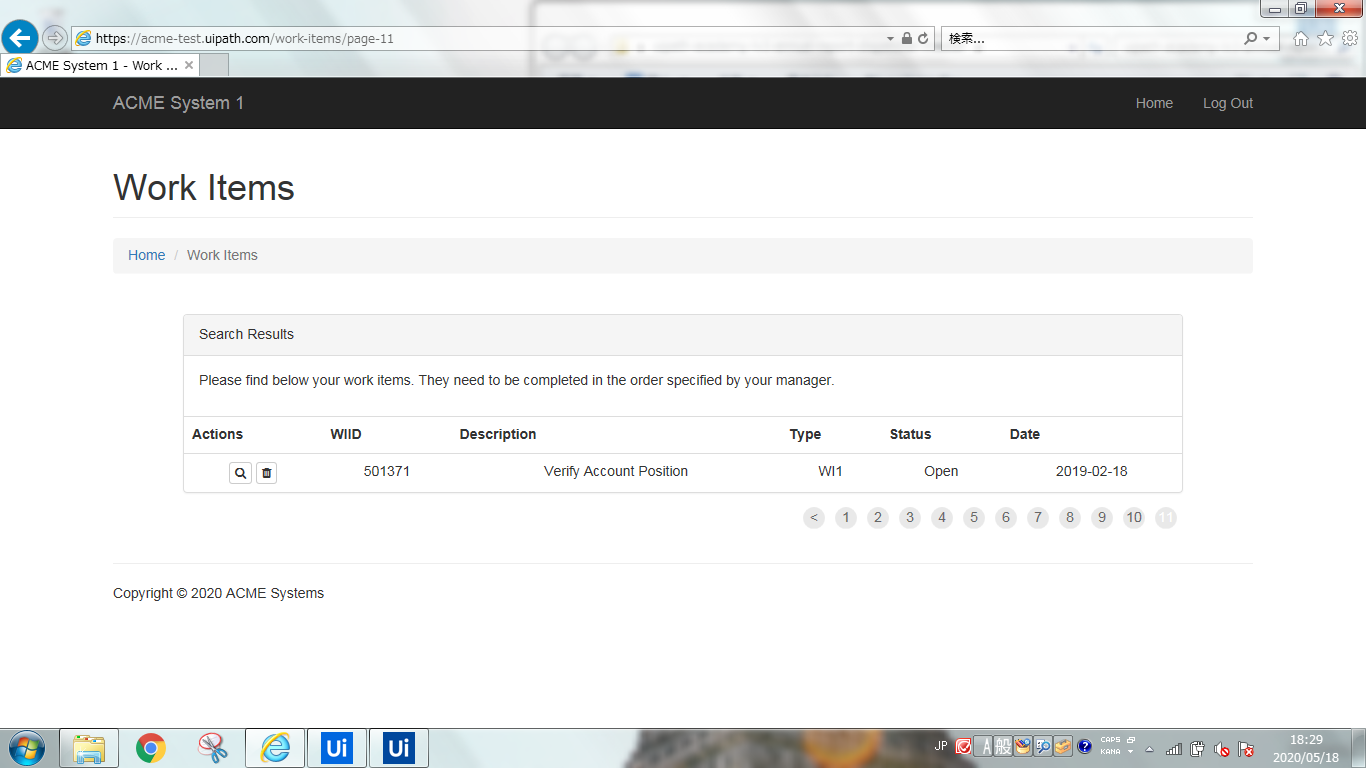 https://acme-test.uipath.com/work-items/page-11
検索...
ACME System 1 - Work ...
ACME System 1
Home
Log Out
Work Items
Home / Work Items
Search Results
Please find below your work items. They need to be completed in the order specified by your manager.
Actions WIID Description Type Status Date
501371 Verify Account Position WI1 Open 2019-02-18
< 1 2 3 4 5 6 7 8 9 10 11
Copyright © 2020 ACME Systems
Ui Ui
JP A 般 CAPS KANA 18:29
2020/05/18